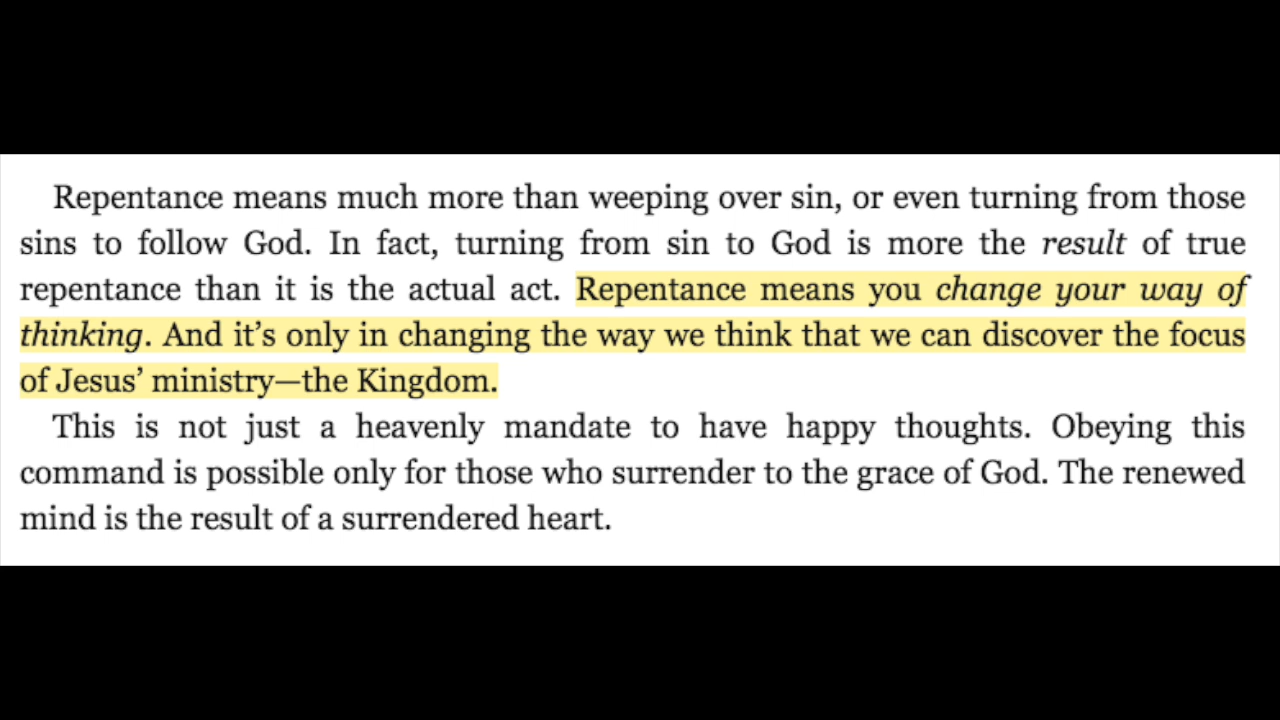 Repentance means much more than weeping over sin, or even turning from those
sins to follow God. In fact, turning from sin to God is more the result of true
repentance than it is the actual act. Repentance means you change your way of
thinking. And it’s only in changing the way we think that we can discover the focus
of Jesus’ ministry—the Kingdom.
This is not just a heavenly mandate to have happy thoughts. Obeying this
command is possible only for those who surrender to the grace of God. The renewed
mind is the result of a surrendered heart.